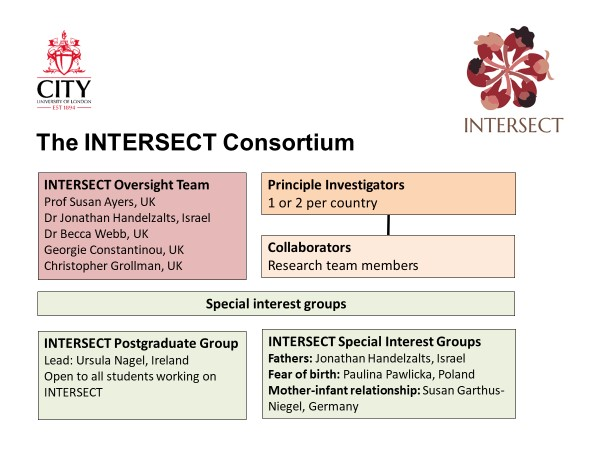 CITY
UNIVERSITY OF LONDON
EST 1894
INTERSECT
The INTERSECT Consortium
INTERSECT Oversight Team
Prof Susan Ayers, UK
Dr Jonathan Handelzalts, Israel
Dr Becca Webb, UK
Georgie Constantinou, UK
Christopher Grollman, UK
Principle Investigators
1 or 2 per country
Collaborators
Research team members
Special interest groups
INTERSECT Postgraduate Group
Lead: Ursula Nagel, Ireland
Open to all students working on
INTERSECT
INTERSECT Special Interest Groups
Fathers: Jonathan Handelzalts, Israel
Fear of birth: Paulina Pawlicka, Poland
Mother-infant relationship: Susan Garthus-
Niegel, Germany